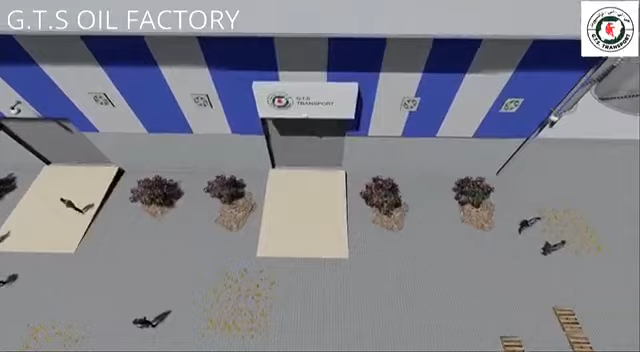 G.T.S OIL FACTORY
G.T.S
TRANSPORT
G.T.S. TRANSPORT